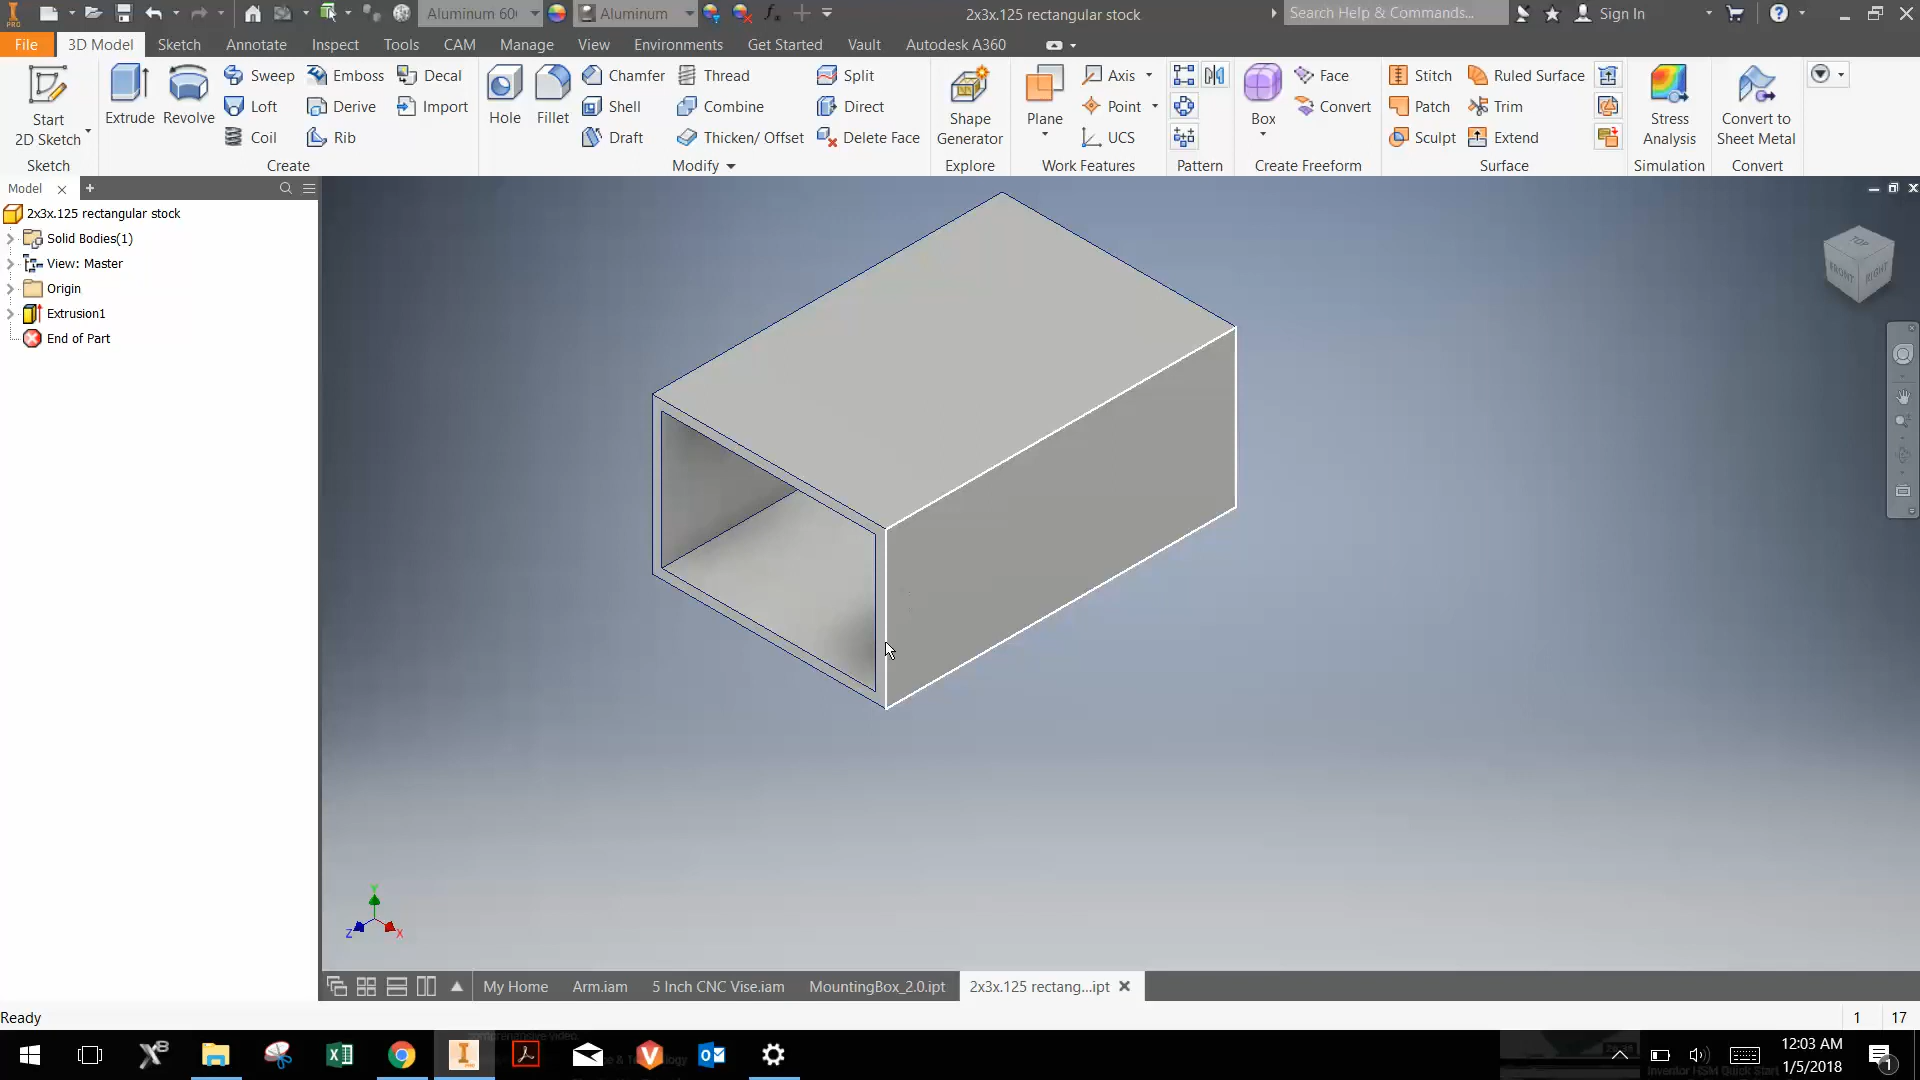 Aluminum 60
Aluminum
2x3x.125 rectangular stock
Search Help & Commands...
Sign In
File
3D Model
Sketch
Annotate
Inspect
Tools
CAM
Manage
View
Environments
Get Started
Vault
Autodesk A360
Start
2D Sketch
Sketch
Extrude
Revolve
Sweep
Loft
Coil
Emboss
Derive
Rib
Decal
Import
Create
Hole
Fillet
Chamfer
Shell
Draft
Thread
Combine
Thicken/ Offset
Split
Direct
Delete Face
Modify
Shape
Generator
Explore
Plane
Axis
Point
UCS
Work Features
Pattern
Box
Face
Convert
Create Freeform
Stitch
Patch
Sculpt
Ruled Surface
Trim
Extend
Surface
Stress
Analysis
Simulation
Convert to
Sheet Metal
Convert
Model
2x3x.125 rectangular stock
Solid Bodies(1)
View: Master
Origin
Extrusion1
End of Part
TOP
FRONT
RIGHT
Y
Z
X
My Home
Arm.iam
5 Inch CNC Vise.iam
MountingBox_2.0.ipt
2x3x.125 rectang...ipt
Ready
1
17
12:03 AM
1/5/2018
1